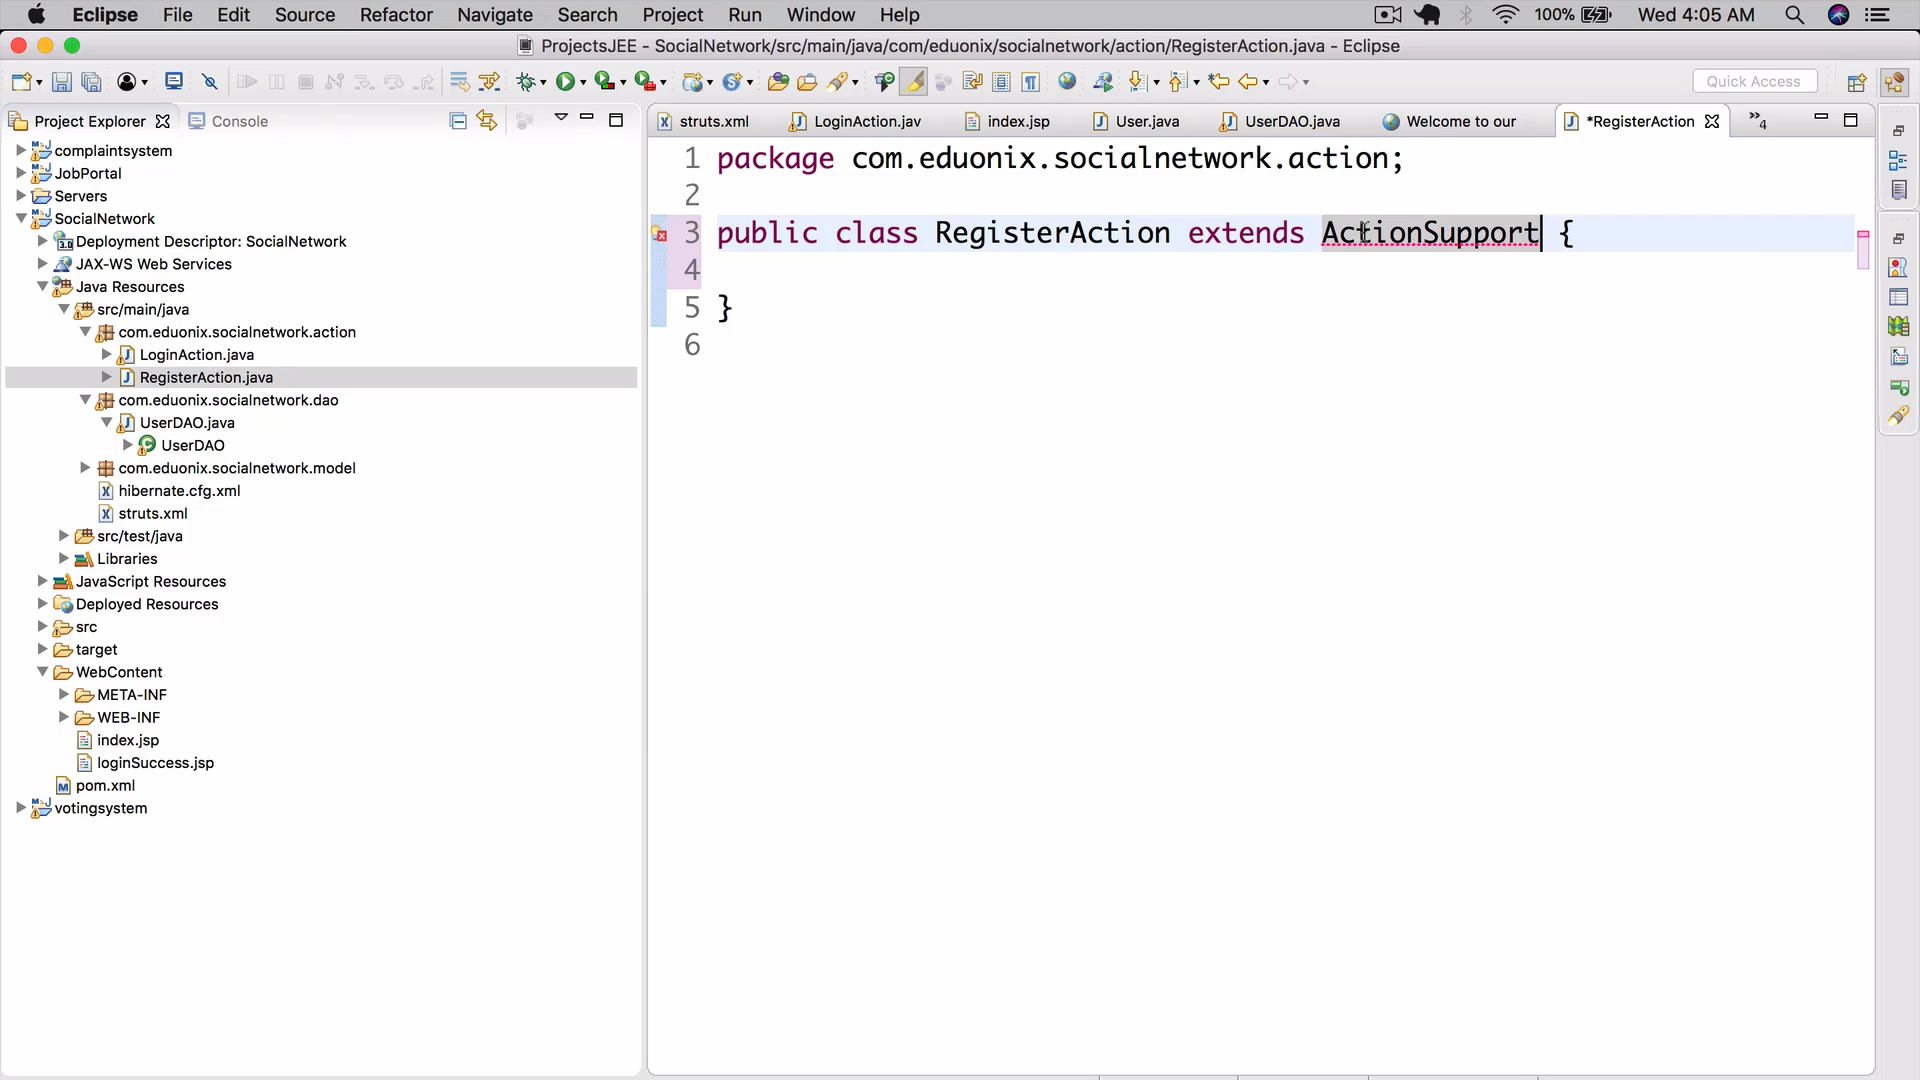 Eclipse File Edit Source Refactor Navigate Search Project Run Window Help 100% Wed 4:05 AM
ProjectsJEE - SocialNetwork/src/main/java/com/eduonix/socialnetwork/action/RegisterAction.java - Eclipse
Quick Access
Project Explorer Console
struts.xml LoginAction.jav index.jsp User.java UserDAO.java Welcome to our *RegisterAction 4
complaintsystem
JobPortal
Servers
SocialNetwork
3.0 Deployment Descriptor: SocialNetwork
JAX-WS Web Services
Java Resources
src/main/java
com.eduonix.socialnetwork.action
LoginAction.java
RegisterAction.java
com.eduonix.socialnetwork.dao
UserDAO.java
UserDAO
com.eduonix.socialnetwork.model
hibernate.cfg.xml
struts.xml
src/test/java
Libraries
JavaScript Resources
Deployed Resources
src
target
WebContent
META-INF
WEB-INF
index.jsp
loginSuccess.jsp
pom.xml
votingsystem
1 package com.eduonix.socialnetwork.action;
2
3 public class RegisterAction extends ActionSupport {
4
5 }
6